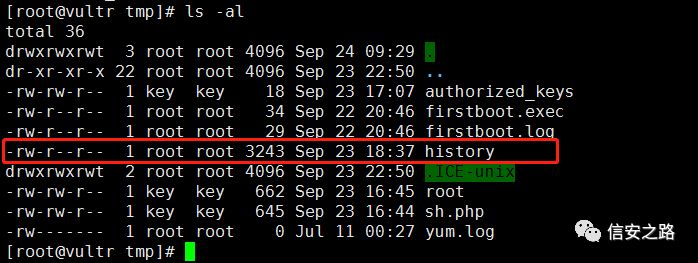 [root@vultr tmp]# ls -al
total 36
drwxrwxrwt  3 root root 4096 Sep 24 09:29 .
dr-xr-xr-x 22 root root 4096 Sep 23 22:50 ..
-rw-rw-r--  1 key  key    18 Sep 23 17:07 authorized_keys
-rw-r--r--  1 root root   34 Sep 22 20:46 firstboot.exec
-rw-r--r--  1 root root   29 Sep 22 20:46 firstboot.log
-rw-r--r--  1 root root 3243 Sep 23 18:37 history
drwxrwxrwt  2 root root 4096 Sep 23 22:50 .ICE-unix
-rw-rw-r--  1 key  key   662 Sep 23 16:45 root
-rw-rw-r--  1 key  key   645 Sep 23 16:44 sh.php
-rw-------  1 root root    0 Jul 11 00:27 yum.log
[root@vultr tmp]#
信安之路